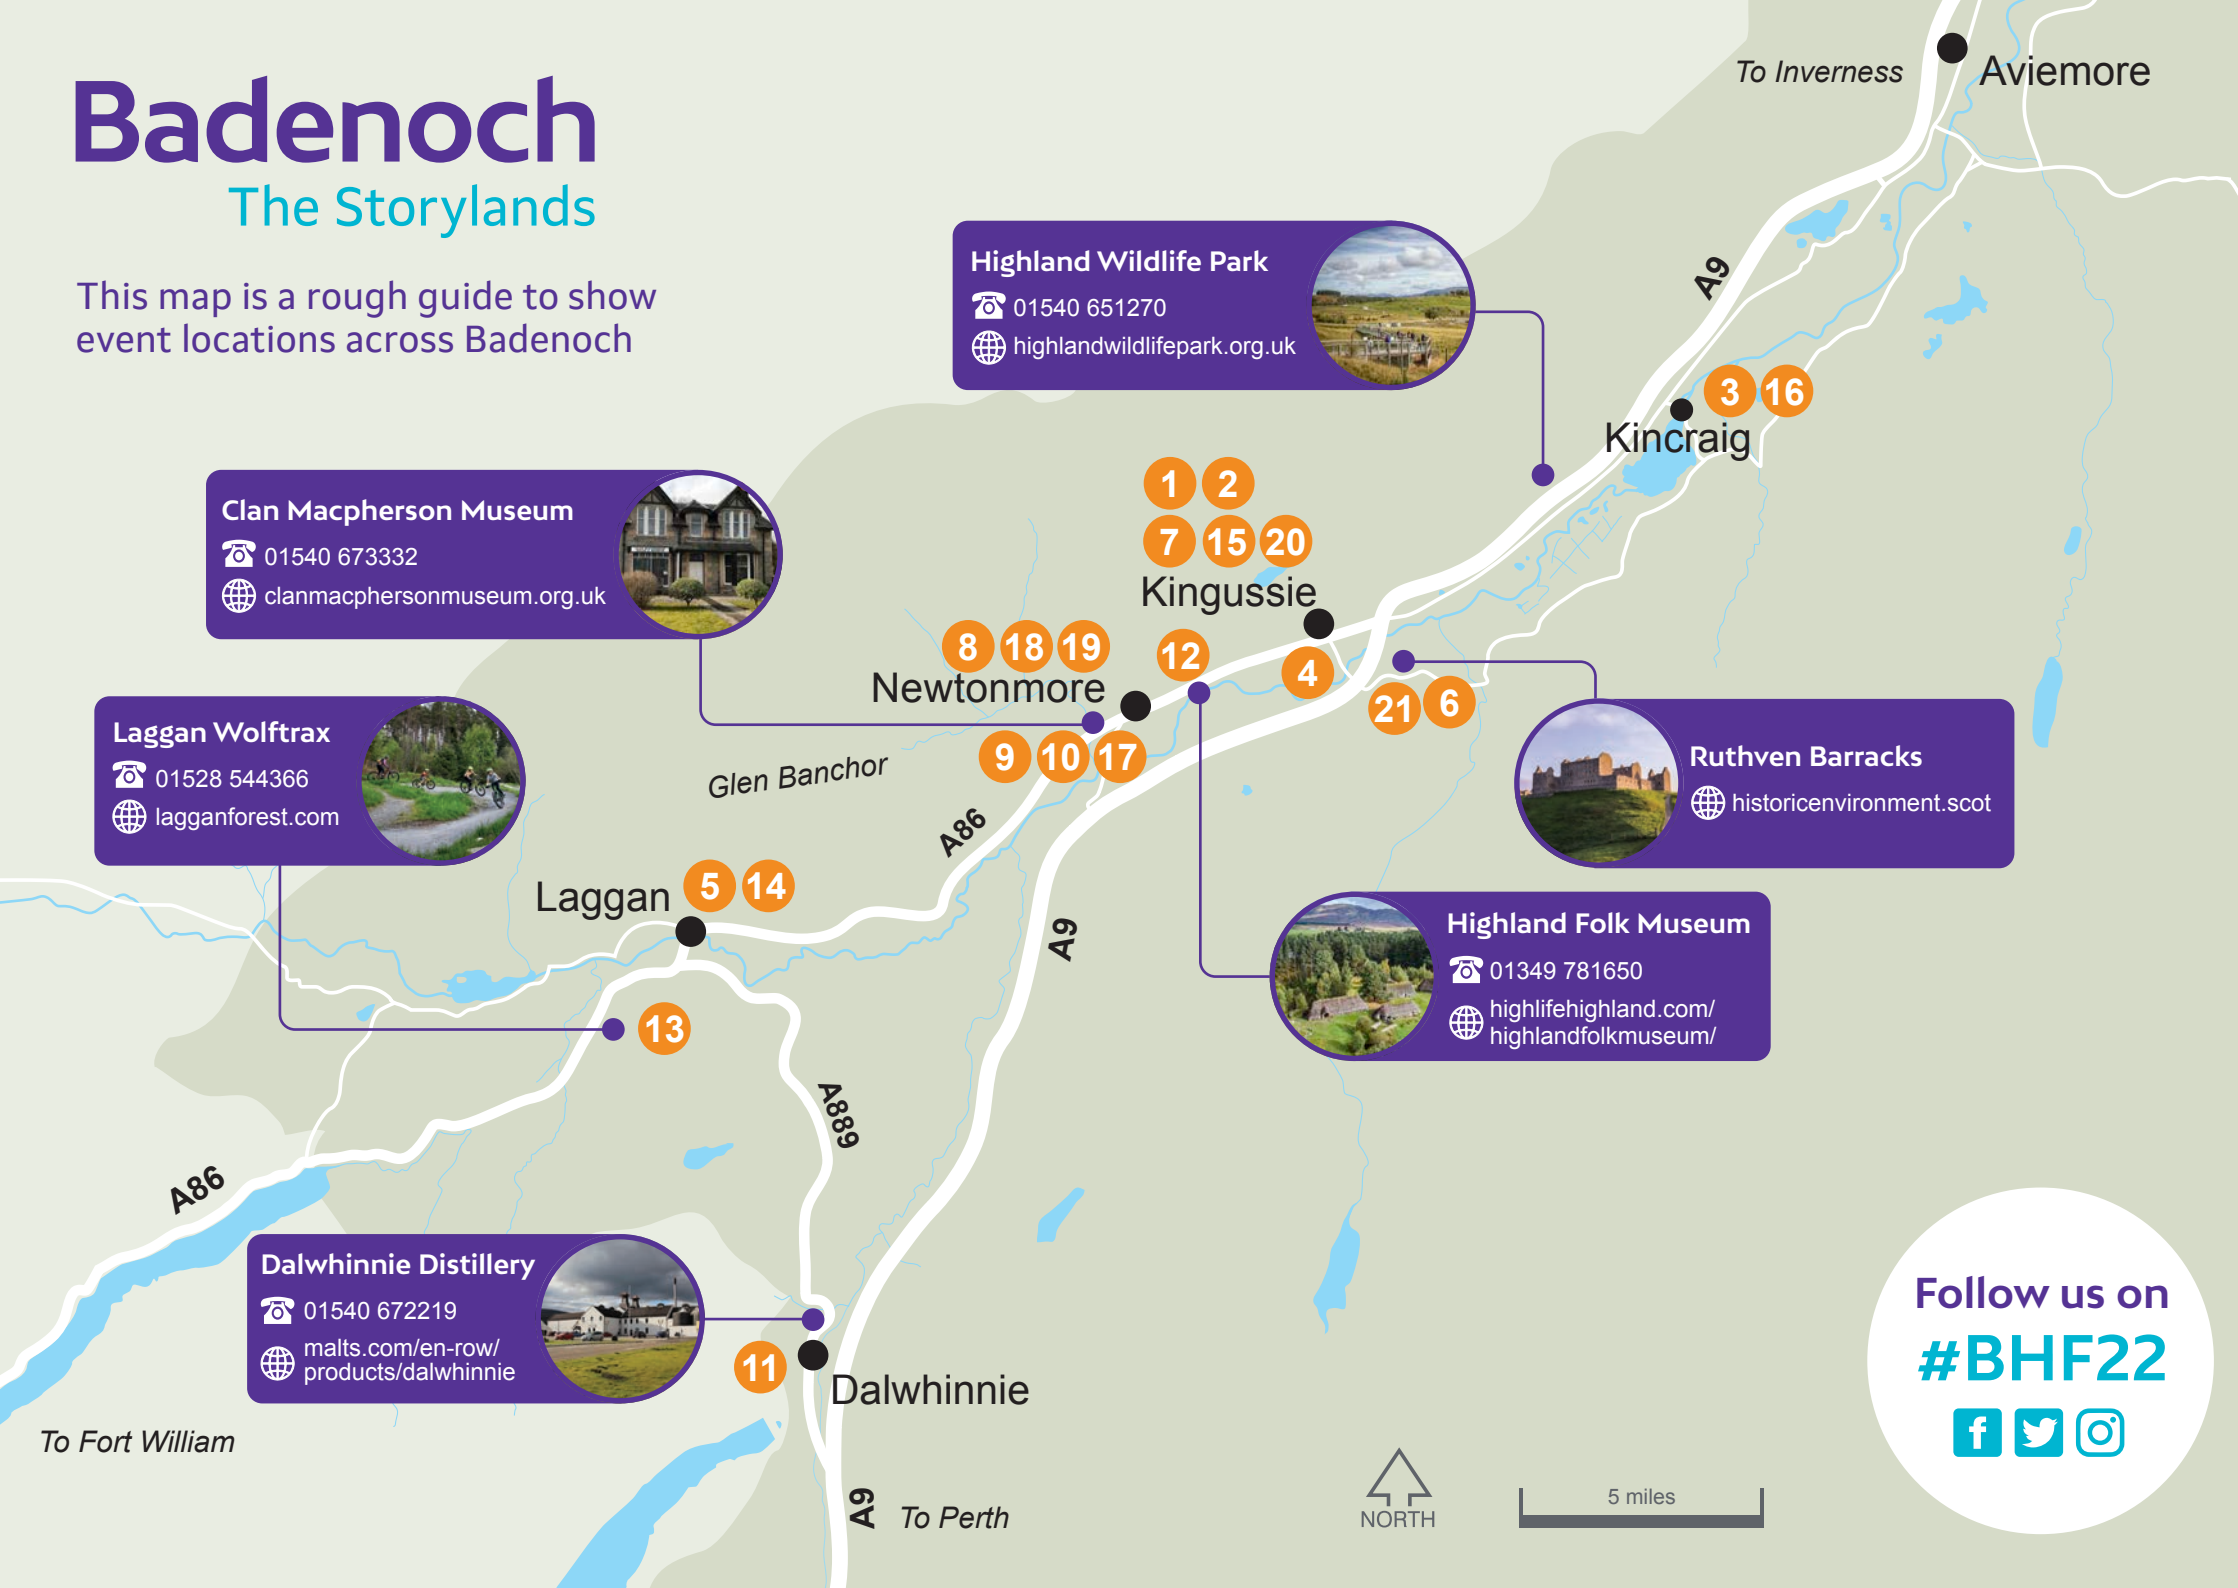 Badenoch
The Storylands
This map is a rough guide to show
event locations across Badenoch
To Inverness
Aviemore
Highland Wildlife Park
01540 651270
highlandwildlifepark.org.uk
A9
3 16
Kincraig
Clan Macpherson Museum
01540 673332
clanmacphersonmuseum.org.uk
1 2
7 15 20
Kingussie
8 18 19
Newtonmore
12
4
21 6
9 10 17
Glen Banchor
Laggan Wolftrax
01528 544366
lagganforest.com
Ruthven Barracks
historicenvironment.scot
A86
Laggan
5 14
A9
Highland Folk Museum
01349 781650
highlifehighland.com/
highlandfolkmuseum/
13
A889
A86
Dalwhinnie Distillery
01540 672219
malts.com/en-row/
products/dalwhinnie
11
Dalwhinnie
To Fort William
A9
To Perth
NORTH
5 miles
Follow us on
#BHF22